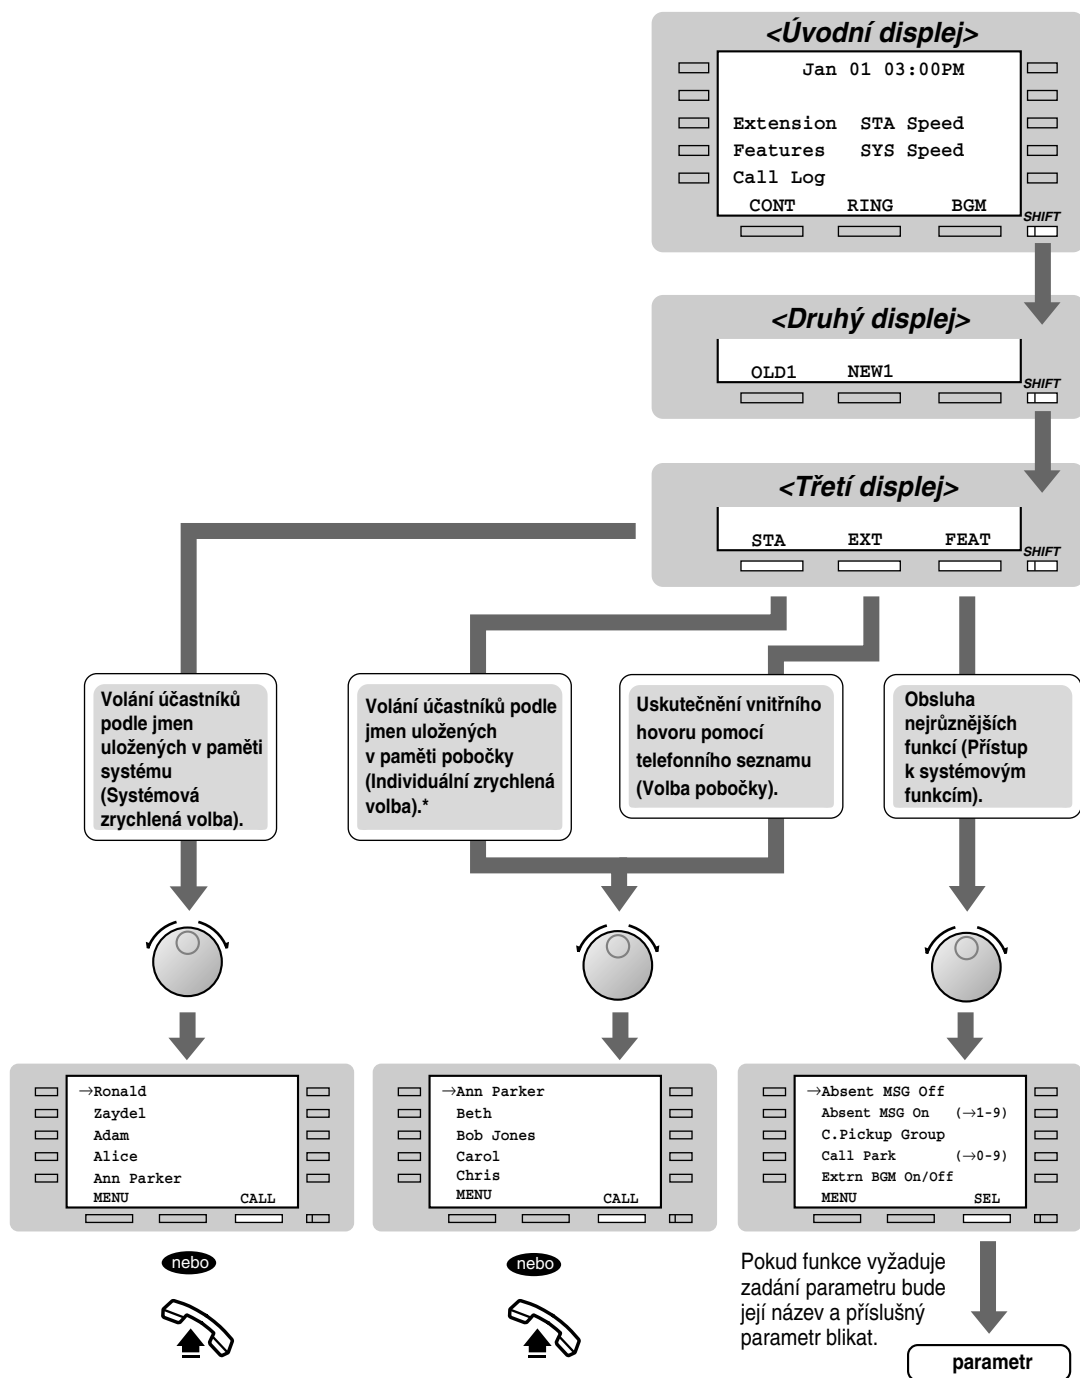 <Úvodní displej>
Jan 01 03:00PM
Extension STA Speed
Features SYS Speed
Call Log
CONT RING BGM
SHIFT
<Druhý displej>
OLD1 NEW1
SHIFT
<Třetí displej>
STA EXT FEAT
SHIFT
Volání účastníků
podle jmen
uložených v paměti
systému
(Systémová
zrychlená volba).
Volání účastníků podle
jmen uložených
v paměti pobočky
(Individuální zrychlená
volba).*
Uskutečnění vnitřního
hovoru pomocí
telefonního seznamu
(Volba pobočky).
Obsluha
nejrůznějších
funkcí (Přístup
k systémovým
funkcím).
→Ronald
Zaydel
Adam
Alice
Ann Parker
MENU CALL
→Ann Parker
Beth
Bob Jones
Carol
Chris
MENU CALL
→Absent MSG Off
Absent MSG On (→1-9)
C.Pickup Group
Call Park (→0-9)
Extrn BGM On/Off
MENU SEL
nebo
nebo
Pokud funkce vyžaduje
zadání parametru bude
její název a příslušný
parametr blikat.
parametr